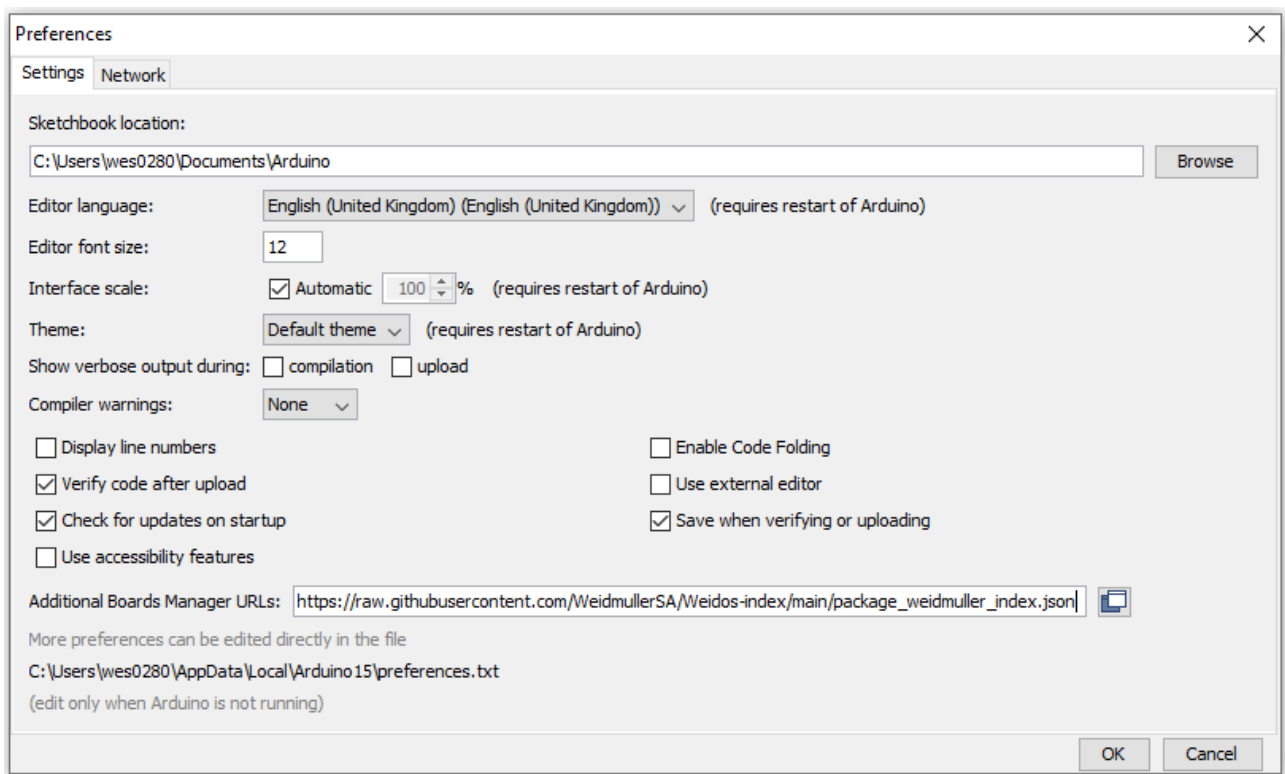 Preferences
Settings Network
Sketchbook location:
C:\Users\wes0280\Documents\Arduino Browse
Editor language: English (United Kingdom) (English (United Kingdom)) (requires restart of Arduino)
Editor font size: 12
Interface scale: Automatic 100 % (requires restart of Arduino)
Theme: Default theme (requires restart of Arduino)
Show verbose output during: compilation upload
Compiler warnings: None
Display line numbers Enable Code Folding
Verify code after upload Use external editor
Check for updates on startup Save when verifying or uploading
Use accessibility features
Additional Boards Manager URLs: https://raw.githubusercontent.com/WeidmullerSA/Weidos-index/main/package_weidmuller_index.json
More preferences can be edited directly in the file
C:\Users\wes0280\AppData\Local\Arduino15\preferences.txt
(edit only when Arduino is not running)
OK Cancel